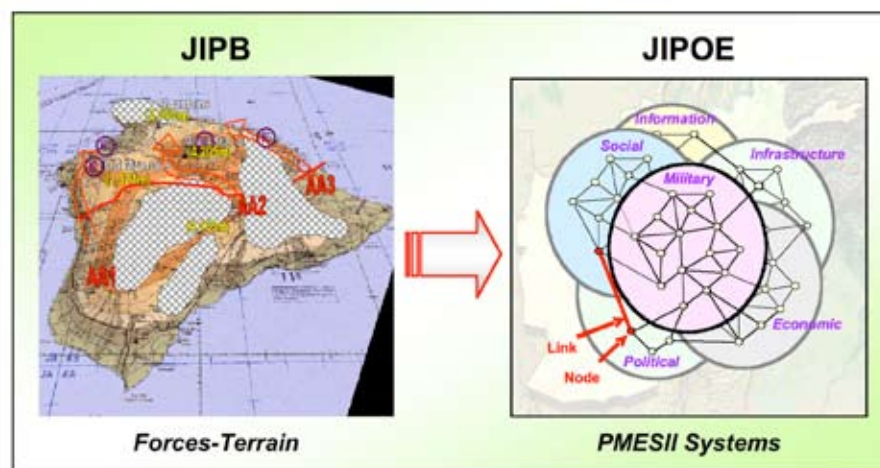 JIPB
JIPOE
AA1
AA2
AA3
Information
Social
Infrastructure
Military
Economic
Link
Political
Node
Forces-Terrain
PMESII Systems